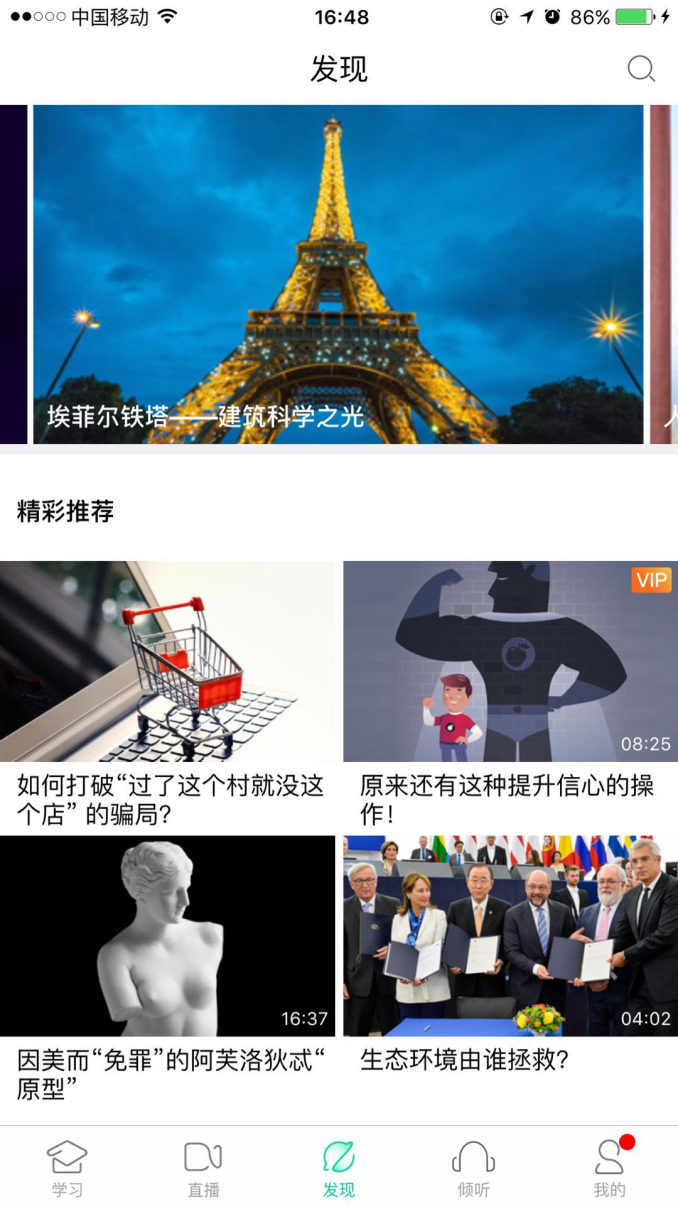 中国移动
16:48
86%
发现
埃菲尔铁塔——建筑科学之光
人
精彩推荐
VIP
08:25
如何打破“过了这个村就没这
个店” 的骗局?
原来还有这种提升信心的操
作！
16:37
04:02
因美而“免罪”的阿芙洛狄忒“
原型”
生态环境由谁拯救?
学习
直播
发现
倾听
我的